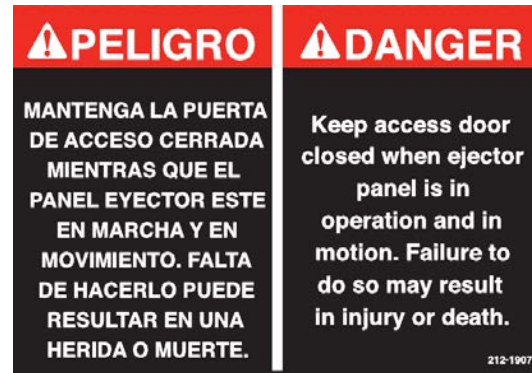 PELIGRO
MANTENGA LA PUERTA
DE ACCESO CERRADA
MIENTRAS QUE EL
PANEL EYECTOR ESTE
EN MARCHA Y EN
MOVIMIENTO. FALTA
DE HACERLO PUEDE
RESULTAR EN UNA
HERIDA O MUERTE.
DANGER
Keep access door
closed when ejector
panel is in
operation and in
motion. Failure to
do so may result
in injury or death.
212-1907